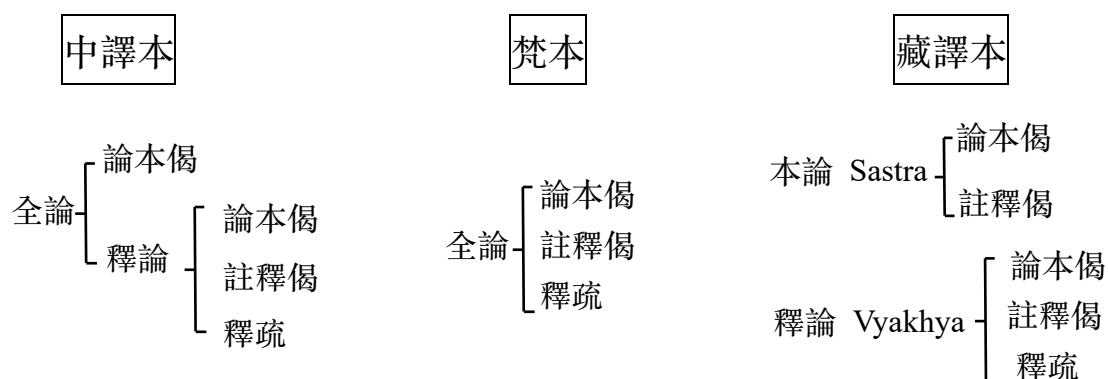 中譯本
全論
論本偈
釋論
論本偈
註釋偈
釋疏
梵本
全論
論本偈
註釋偈
釋疏
藏譯本
本論 Sastra
論本偈
註釋偈
釋論 Vyakhya
論本偈
註釋偈
釋疏